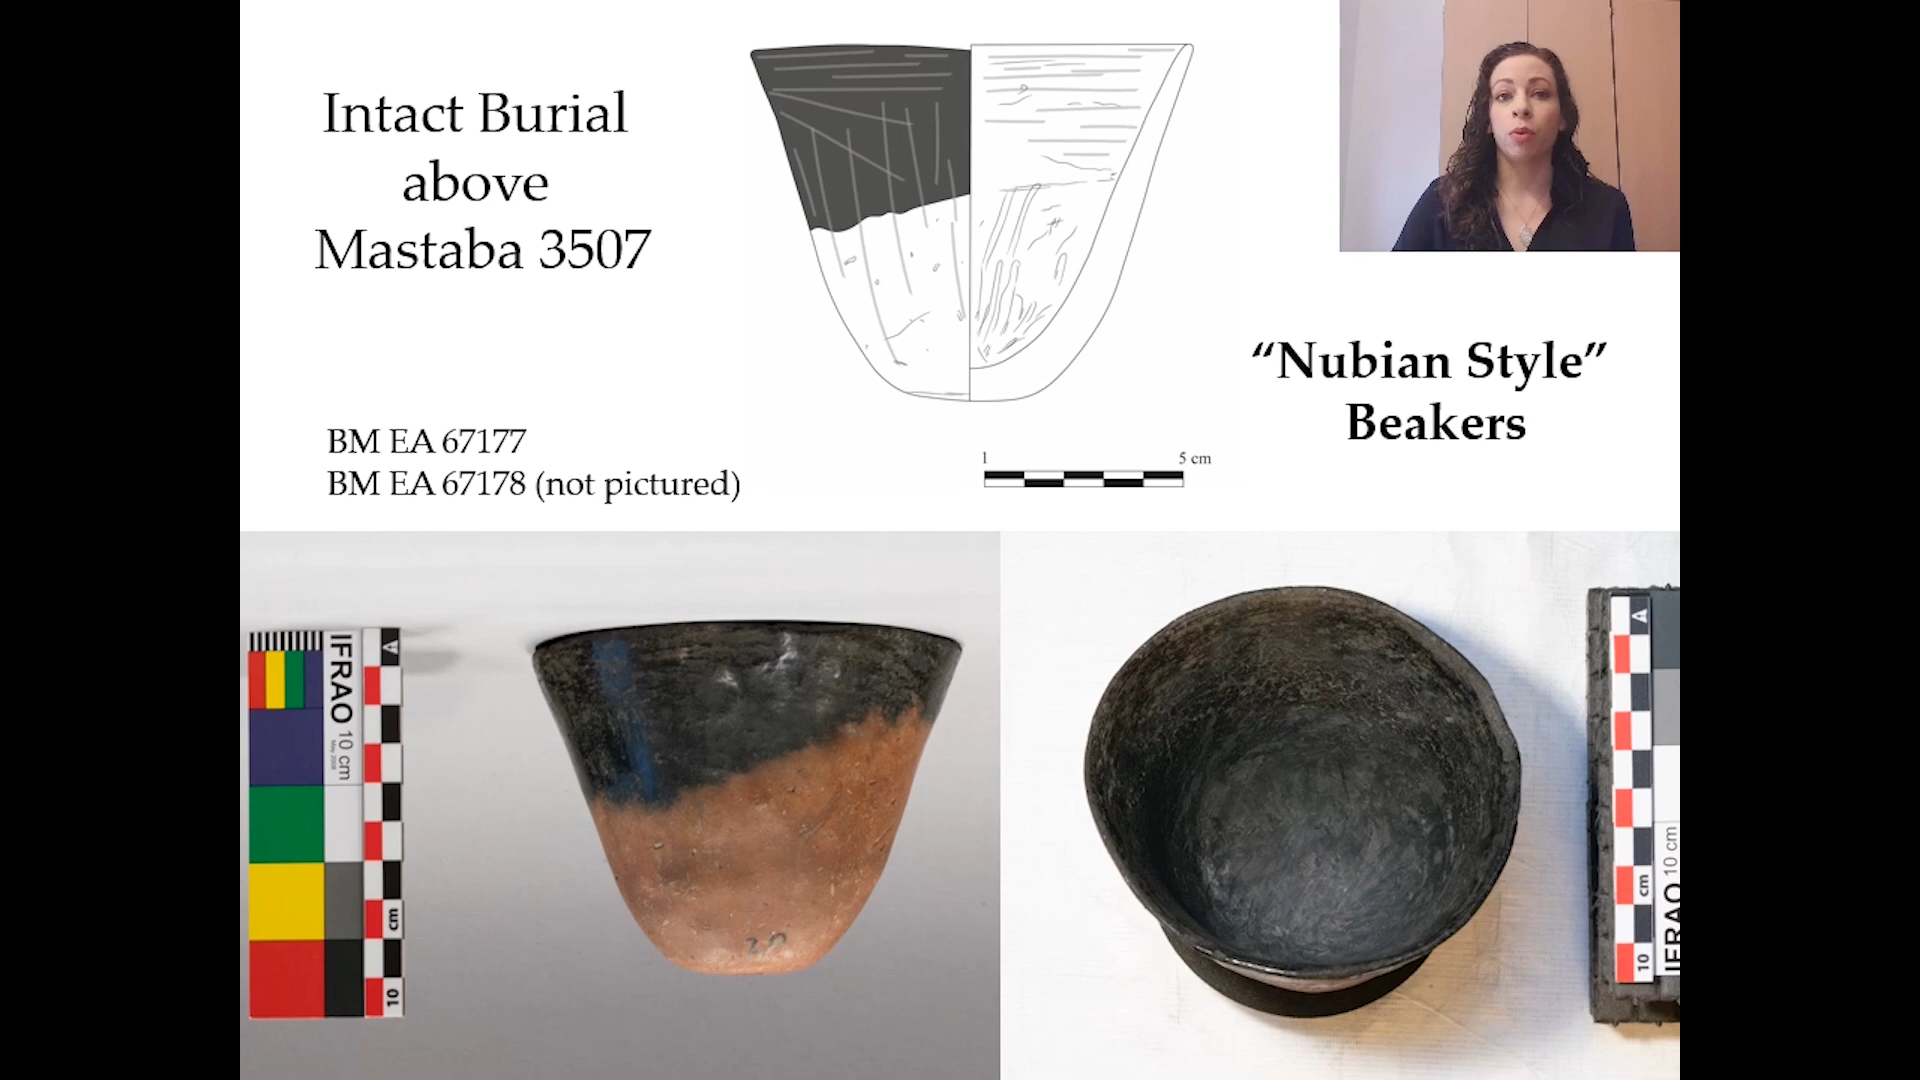 Intact Burial
above
Mastaba 3507
BM EA 67177
BM EA 67178 (not pictured)
1
5 cm
“Nubian Style”
Beakers
IFRAO 10 cm
A
cm
10
A
cm
10
IFRAO 10 cm